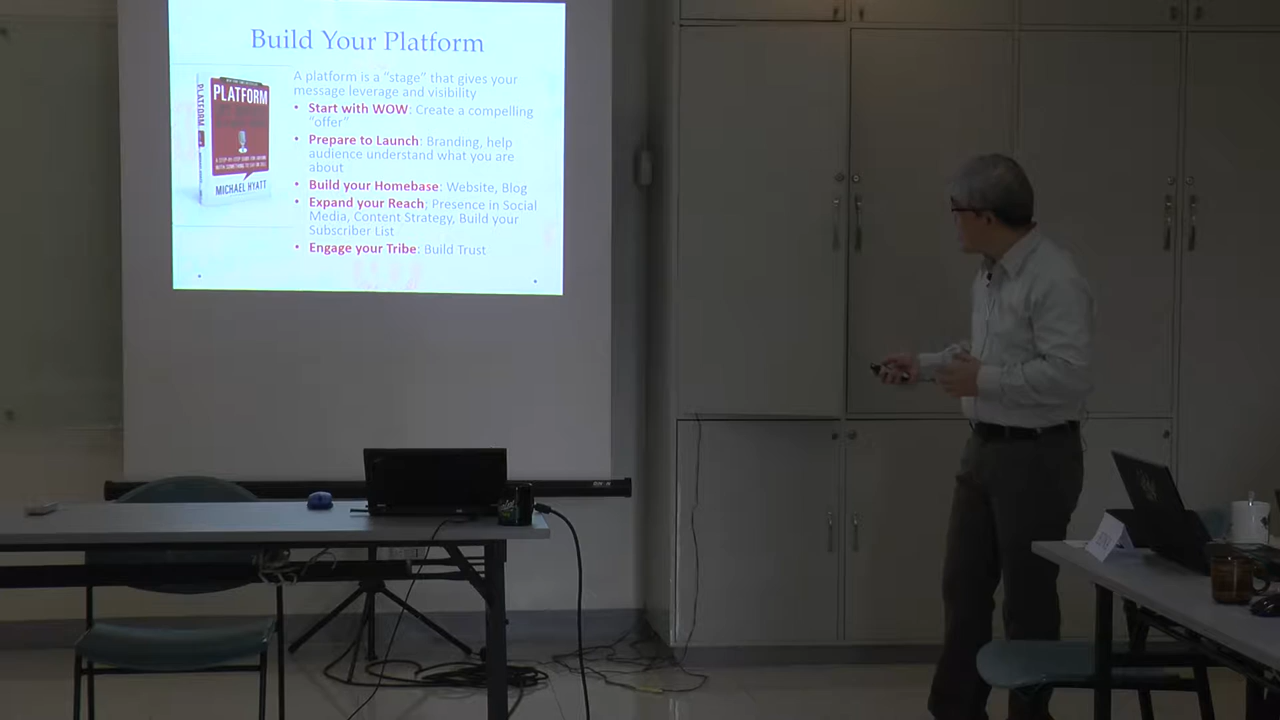 Build Your Platform
A platform is a "stage" that gives your
message leverage and visibility
• Start with WOW: Create a compelling
"offer"
• Prepare to Launch: Branding, help
audience understand what you are
about
• Build your Homebase: Website, Blog
• Expand your Reach; Presence in Social
Media, Content Strategy, Build your
Subscriber List
• Engage your Tribe: Build Trust
PLATFORM
PLATFORM
MICHAEL HYATT